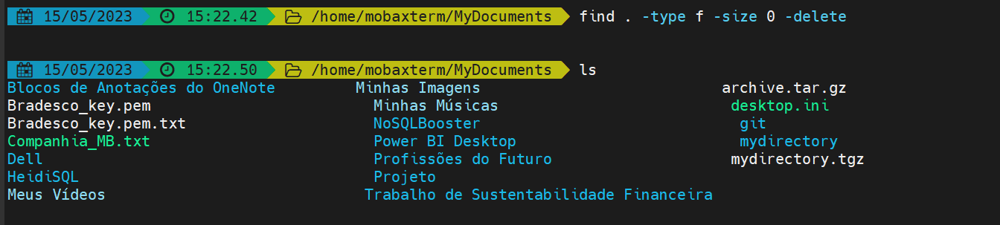 15/05/2023 15:22.42 /home/mobaxterm/MyDocuments find . -type f -size 0 -delete
15/05/2023 15:22.50 /home/mobaxterm/MyDocuments ls
Blocos de Anotações do OneNote Minhas Imagens archive.tar.gz
Bradesco_key.pem Minhas Músicas desktop.ini
Bradesco_key.pem.txt NoSQLBooster git
Companhia_MB.txt Power BI Desktop mydirectory
Dell Profissões do Futuro mydirectory.tgz
HeidiSQL Projeto
Meus Vídeos Trabalho de Sustentabilidade Financeira